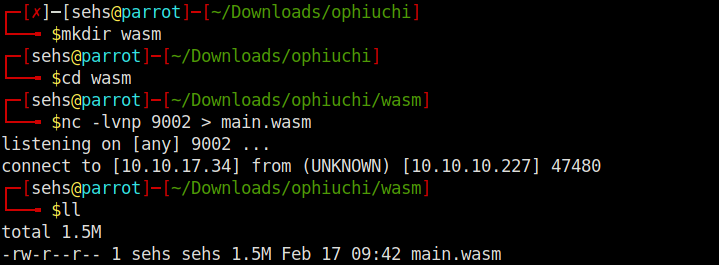 ┌─[✗]─[sehs@parrot]─[~/Downloads/ophiuchi]
└──╼ $mkdir wasm
┌─[sehs@parrot]─[~/Downloads/ophiuchi]
└──╼ $cd wasm
┌─[sehs@parrot]─[~/Downloads/ophiuchi/wasm]
└──╼ $nc -lvnp 9002 > main.wasm
listening on [any] 9002 ...
connect to [10.10.17.34] from (UNKNOWN) [10.10.10.227] 47480
┌─[sehs@parrot]─[~/Downloads/ophiuchi/wasm]
└──╼ $ll
total 1.5M
-rw-r--r-- 1 sehs sehs 1.5M Feb 17 09:42 main.wasm